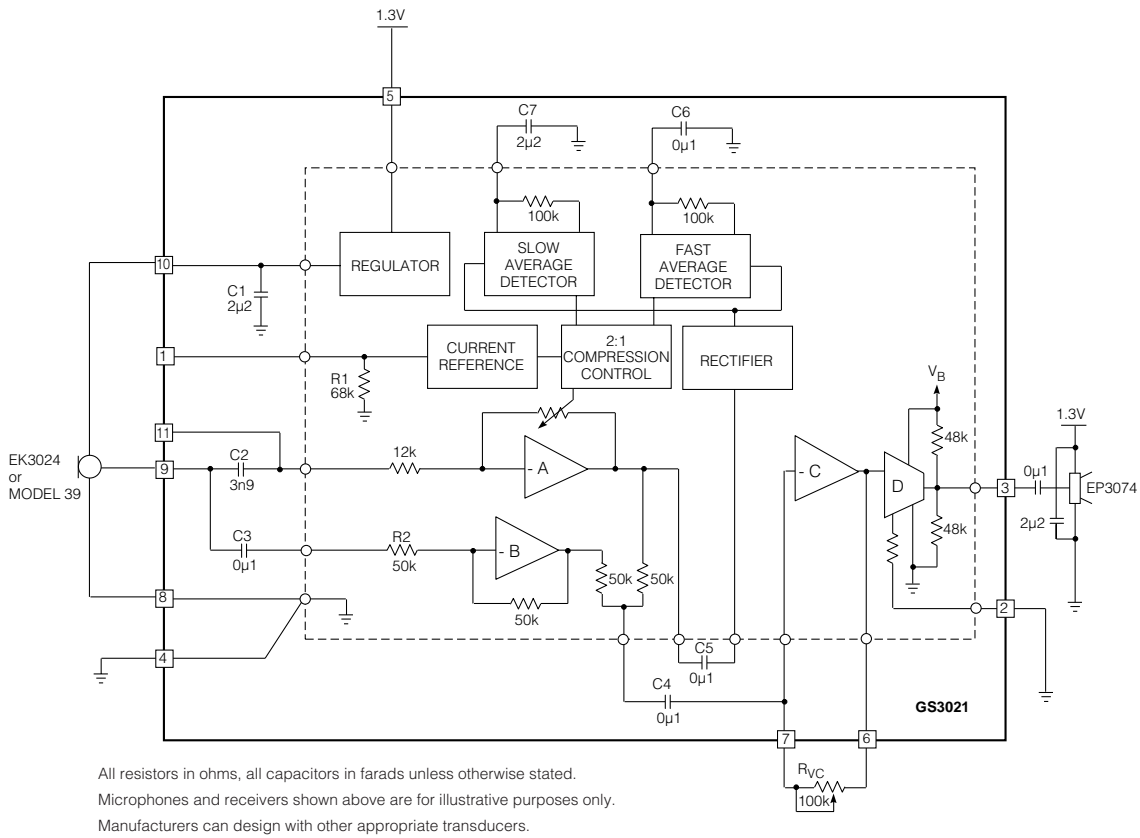 1.3V
5
C7
2µ2
C6
0µ1
100k
100k
REGULATOR
SLOW
AVERAGE
DETECTOR
FAST
AVERAGE
DETECTOR
10
C1
2µ2
1
R1
68k
CURRENT
REFERENCE
2:1
COMPRESSION
CONTROL
RECTIFIER
VB
48k
1.3V
11
9
C2
3n9
12k
- A
- C
D
3
0µ1
EP3074
EK3024
or
MODEL 39
48k
2µ2
C3
0µ1
R2
50k
- B
50k
50k
50k
8
2
4
C5
0µ1
C4
0µ1
GS3021
7
6
RVC
100k
All resistors in ohms, all capacitors in farads unless otherwise stated.
Microphones and receivers shown above are for illustrative purposes only.
Manufacturers can design with other appropriate transducers.